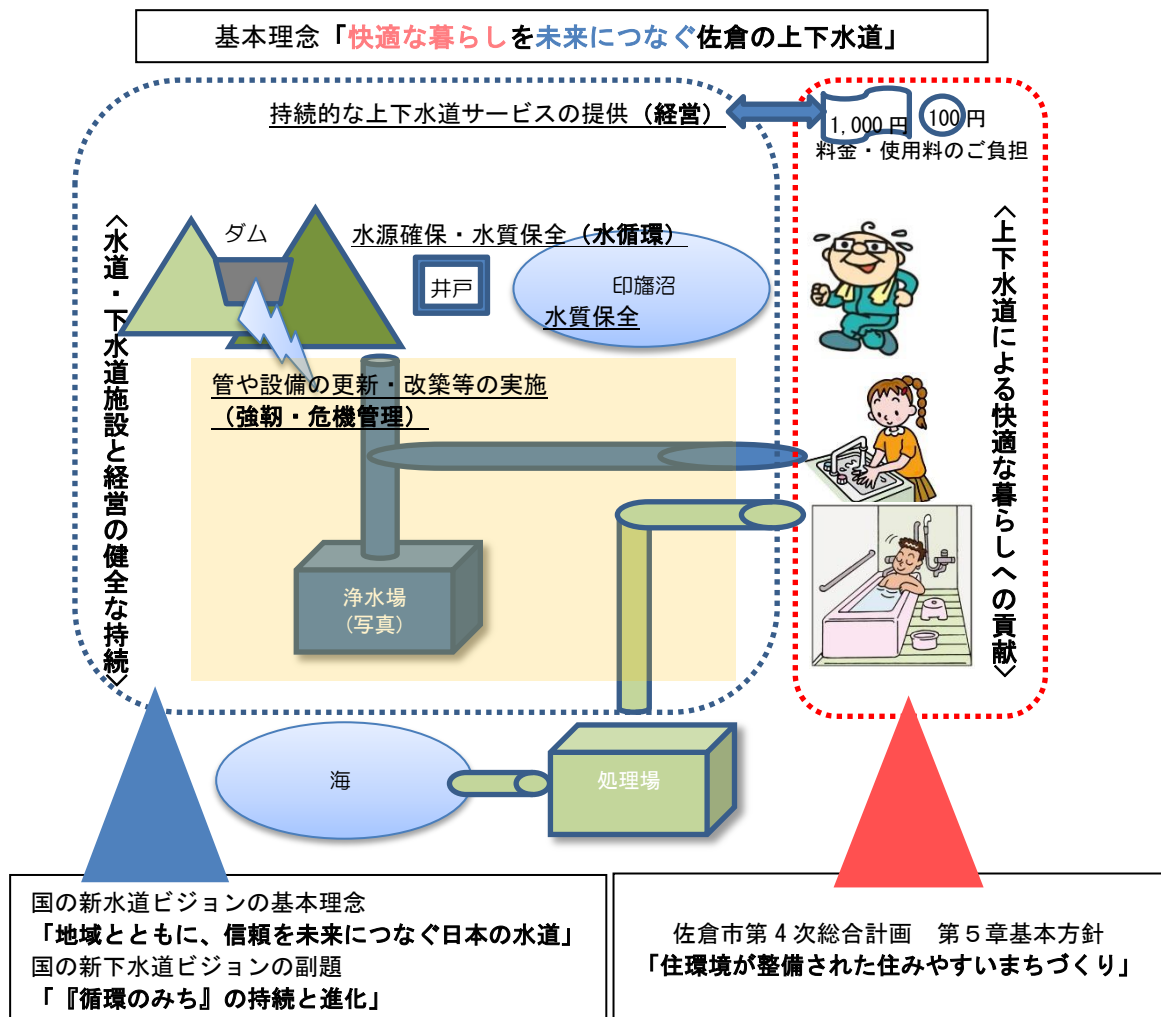 基本理念「快適な暮らしを未来につなぐ佐倉の上下水道」
持続的な上下水道サービスの提供（経営）
1,000円
100円
料金・使用料のご負担
〈水道・下水道施設と経営の健全な持続〉
ダム
水源確保・水質保全（水循環）
井戸
印旛沼
水質保全
管や設備の更新・改築等の実施
（強靭・危機管理）
浄水場
(写真)
〈上下水道による快適な暮らしへの貢献〉
海
処理場
国の新水道ビジョンの基本理念
「地域とともに、信頼を未来につなぐ日本の水道」
国の新下水道ビジョンの副題
「『循環のみち』の持続と進化」
佐倉市第４次総合計画　第５章基本方針
「住環境が整備された住みやすいまちづくり」